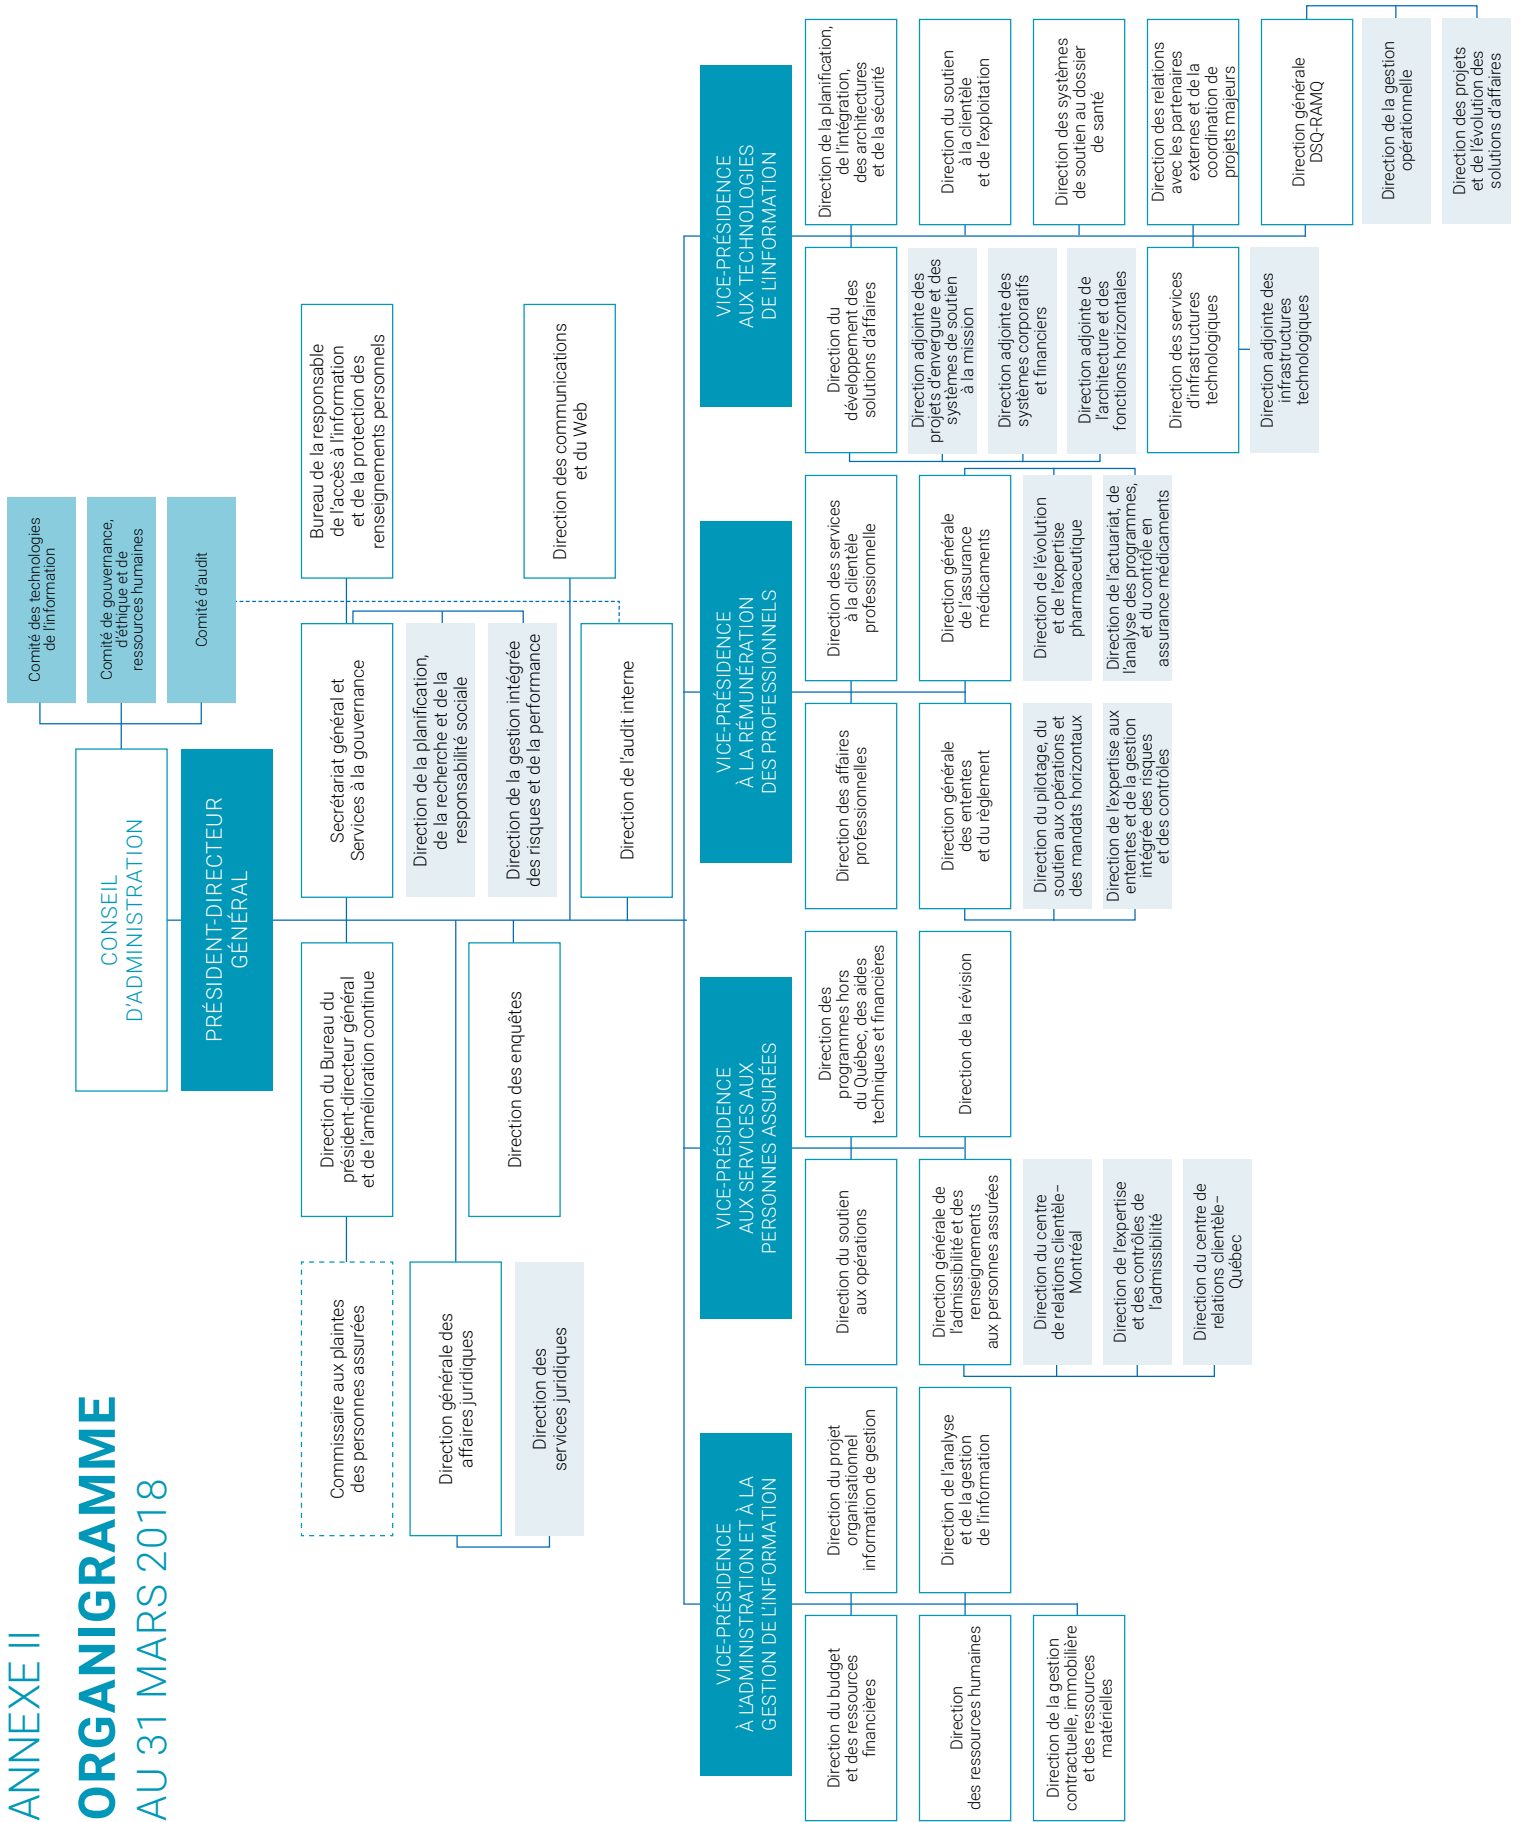 ANNEXE II
ORGANIGRAMME
AU 31 MARS 2018
CONSEIL
D'ADMINISTRATION
Comité des technologies
de l'information
Comité de gouvernance,
d'éthique et de
ressources humaines
Comité d'audit
PRÉSIDENT-DIRECTEUR
GÉNÉRAL
Commissaire aux plaintes
des personnes assurées
Direction du Bureau du
président-directeur général
et de l'amélioration continue
Secrétariat général et
Services à la gouvernance
Bureau de la responsable
de l'accès à l'information
et de la protection des
renseignements personnels
Direction générale des
affaires juridiques
Direction des
services juridiques
Direction des enquêtes
Direction de la planification,
de la recherche et de la
responsabilité sociale
Direction de la gestion intégrée
des risques et de la performance
Direction des communications
et du Web
Direction de l'audit interne
VICE-PRÉSIDENCE
À L'ADMINISTRATION ET À LA
GESTION DE L'INFORMATION
Direction du budget
et des ressources
financières
Direction du projet
organisationnel
information de gestion
Direction
des ressources humaines
Direction de l'analyse
et de la gestion
de l'information
Direction de la gestion
contractuelle, immobilière
et des ressources
matérielles
VICE-PRÉSIDENCE
AUX SERVICES AUX
PERSONNES ASSURÉES
Direction du soutien
aux opérations
Direction des
programmes hors
du Québec, des aides
techniques et financières
Direction générale de
l'admissibilité et des
renseignements
aux personnes assurées
Direction de la révision
Direction du centre
de relations clientèle–
Montréal
Direction de l'expertise
et des contrôles de
l'admissibilité
Direction du centre de
relations clientèle–
Québec
VICE-PRÉSIDENCE
À LA RÉMUNÉRATION
DES PROFESSIONNELS
Direction des affaires
professionnelles
Direction des services
à la clientèle
professionnelle
Direction générale
des ententes
et du règlement
Direction générale
de l'assurance
médicaments
Direction du pilotage, du
soutien aux opérations et
des mandats horizontaux
Direction de l'évolution
et de l'expertise
pharmaceutique
Direction de l'expertise aux
ententes et de la gestion
intégrée des risques
et des contrôles
Direction de l'actuariat, de
l'analyse des programmes,
et du contrôle en
assurance médicaments
VICE-PRÉSIDENCE
AUX TECHNOLOGIES
DE L'INFORMATION
Direction du
développement des
solutions d'affaires
Direction de la planification,
de l'intégration,
des architectures
et de la sécurité
Direction adjointe des
projets d'envergure et des
systèmes de soutien
à la mission
Direction du soutien
à la clientèle
et de l'exploitation
Direction adjointe des
systèmes corporatifs
et financiers
Direction des systèmes
de soutien au dossier
de santé
Direction adjointe de
l'architecture et des
fonctions horizontales
Direction des services
d'infrastructures
technologiques
Direction des relations
avec les partenaires
externes et de la
coordination de
projets majeurs
Direction adjointe des
infrastructures
technologiques
Direction générale
DSQ-RAMQ
Direction de la gestion
opérationnelle
Direction des projets
et de l'évolution des
solutions d'affaires